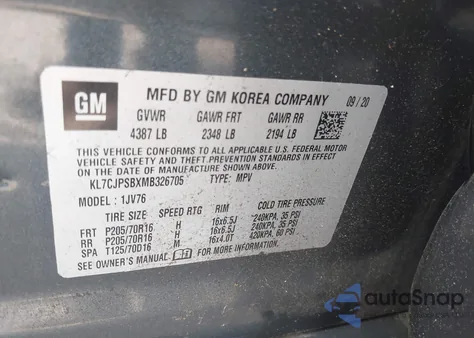 GM
MFD BY GM KOREA COMPANY 09/20
GVWR GAWR FRT GAWR RR
4387 LB 2348 LB 2194 LB
THIS VEHICLE CONFORMS TO ALL APPLICABLE U.S. FEDERAL MOTOR
VEHICLE SAFETY AND THEFT PREVENTION STANDARDS IN EFFECT
ON THE DATE OF MANUFACTURE SHOWN ABOVE.
KL7CJPSBXMB326705 TYPE: MPV
MODEL : 1JV76
TIRE SIZE SPEED RTG RIM COLD TIRE PRESSURE
FRT P205/70R16 H 16x6.5J 240KPA, 35 PSI
RR P205/70R16 H 16x6.5J 240KPA, 35 PSI
SPA T125/70D16 M 16x4.0T 420KPA, 60 PSI
SEE OWNER'S MANUAL FOR MORE INFORMATION.
autoSnap